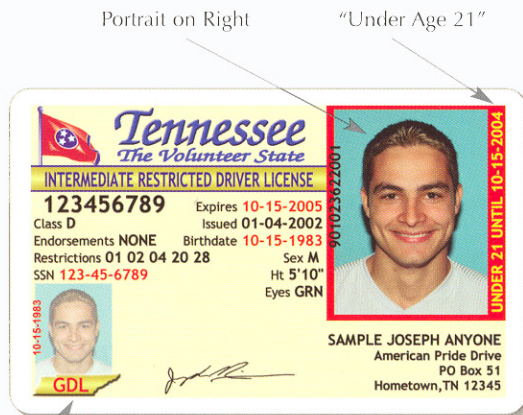 Portrait on Right
“Under Age 21”
Tennessee
The Volunteer State
INTERMEDIATE RESTRICTED DRIVER LICENSE
123456789 Expires 10-15-2005
Class D Issued 01-04-2002
Endorsements NONE Birthdate 10-15-1983
Restrictions 01 02 04 20 28 Sex M
SSN 123-45-6789 Ht 5'10"
Eyes GRN
10-15-1983
GDL
901023622001
UNDER 21 UNTIL 10-15-2004
SAMPLE JOSEPH ANYONE
American Pride Drive
PO Box 51
Hometown,TN 12345